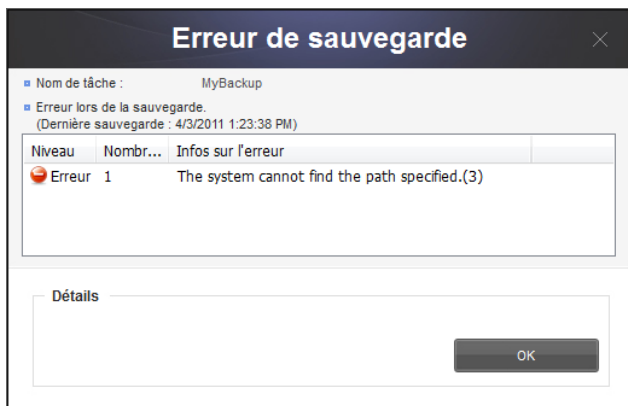 Erreur de sauvegarde
Nom de tâche : MyBackup
Erreur lors de la sauvegarde.
(Dernière sauvegarde : 4/3/2011 1:23:38 PM)
Niveau Nombr... Infos sur l'erreur
Erreur 1 The system cannot find the path specified.(3)
Détails
OK